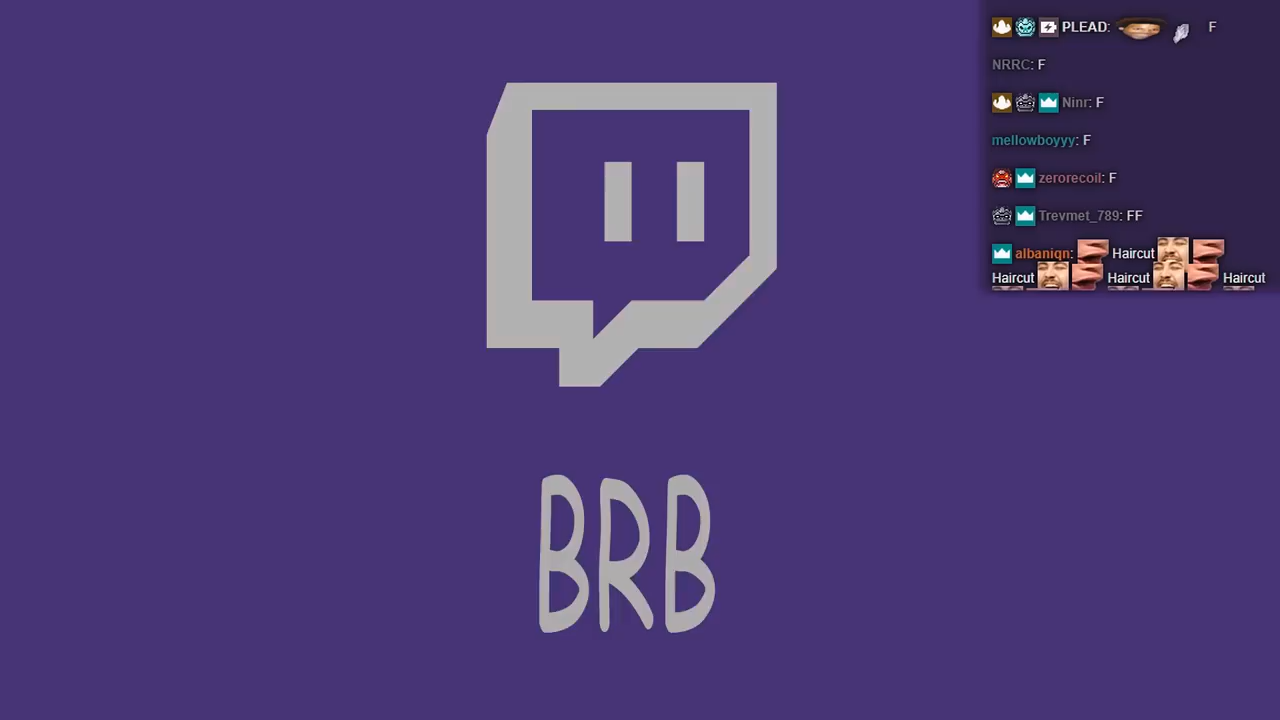 PLEAD: F
NRRC: F
Ninr: F
mellowboyyy: F
zerorecoil: F
Trevmet_789: FF
albaniqn: Haircut
Haircut Haircut Haircut
BRB